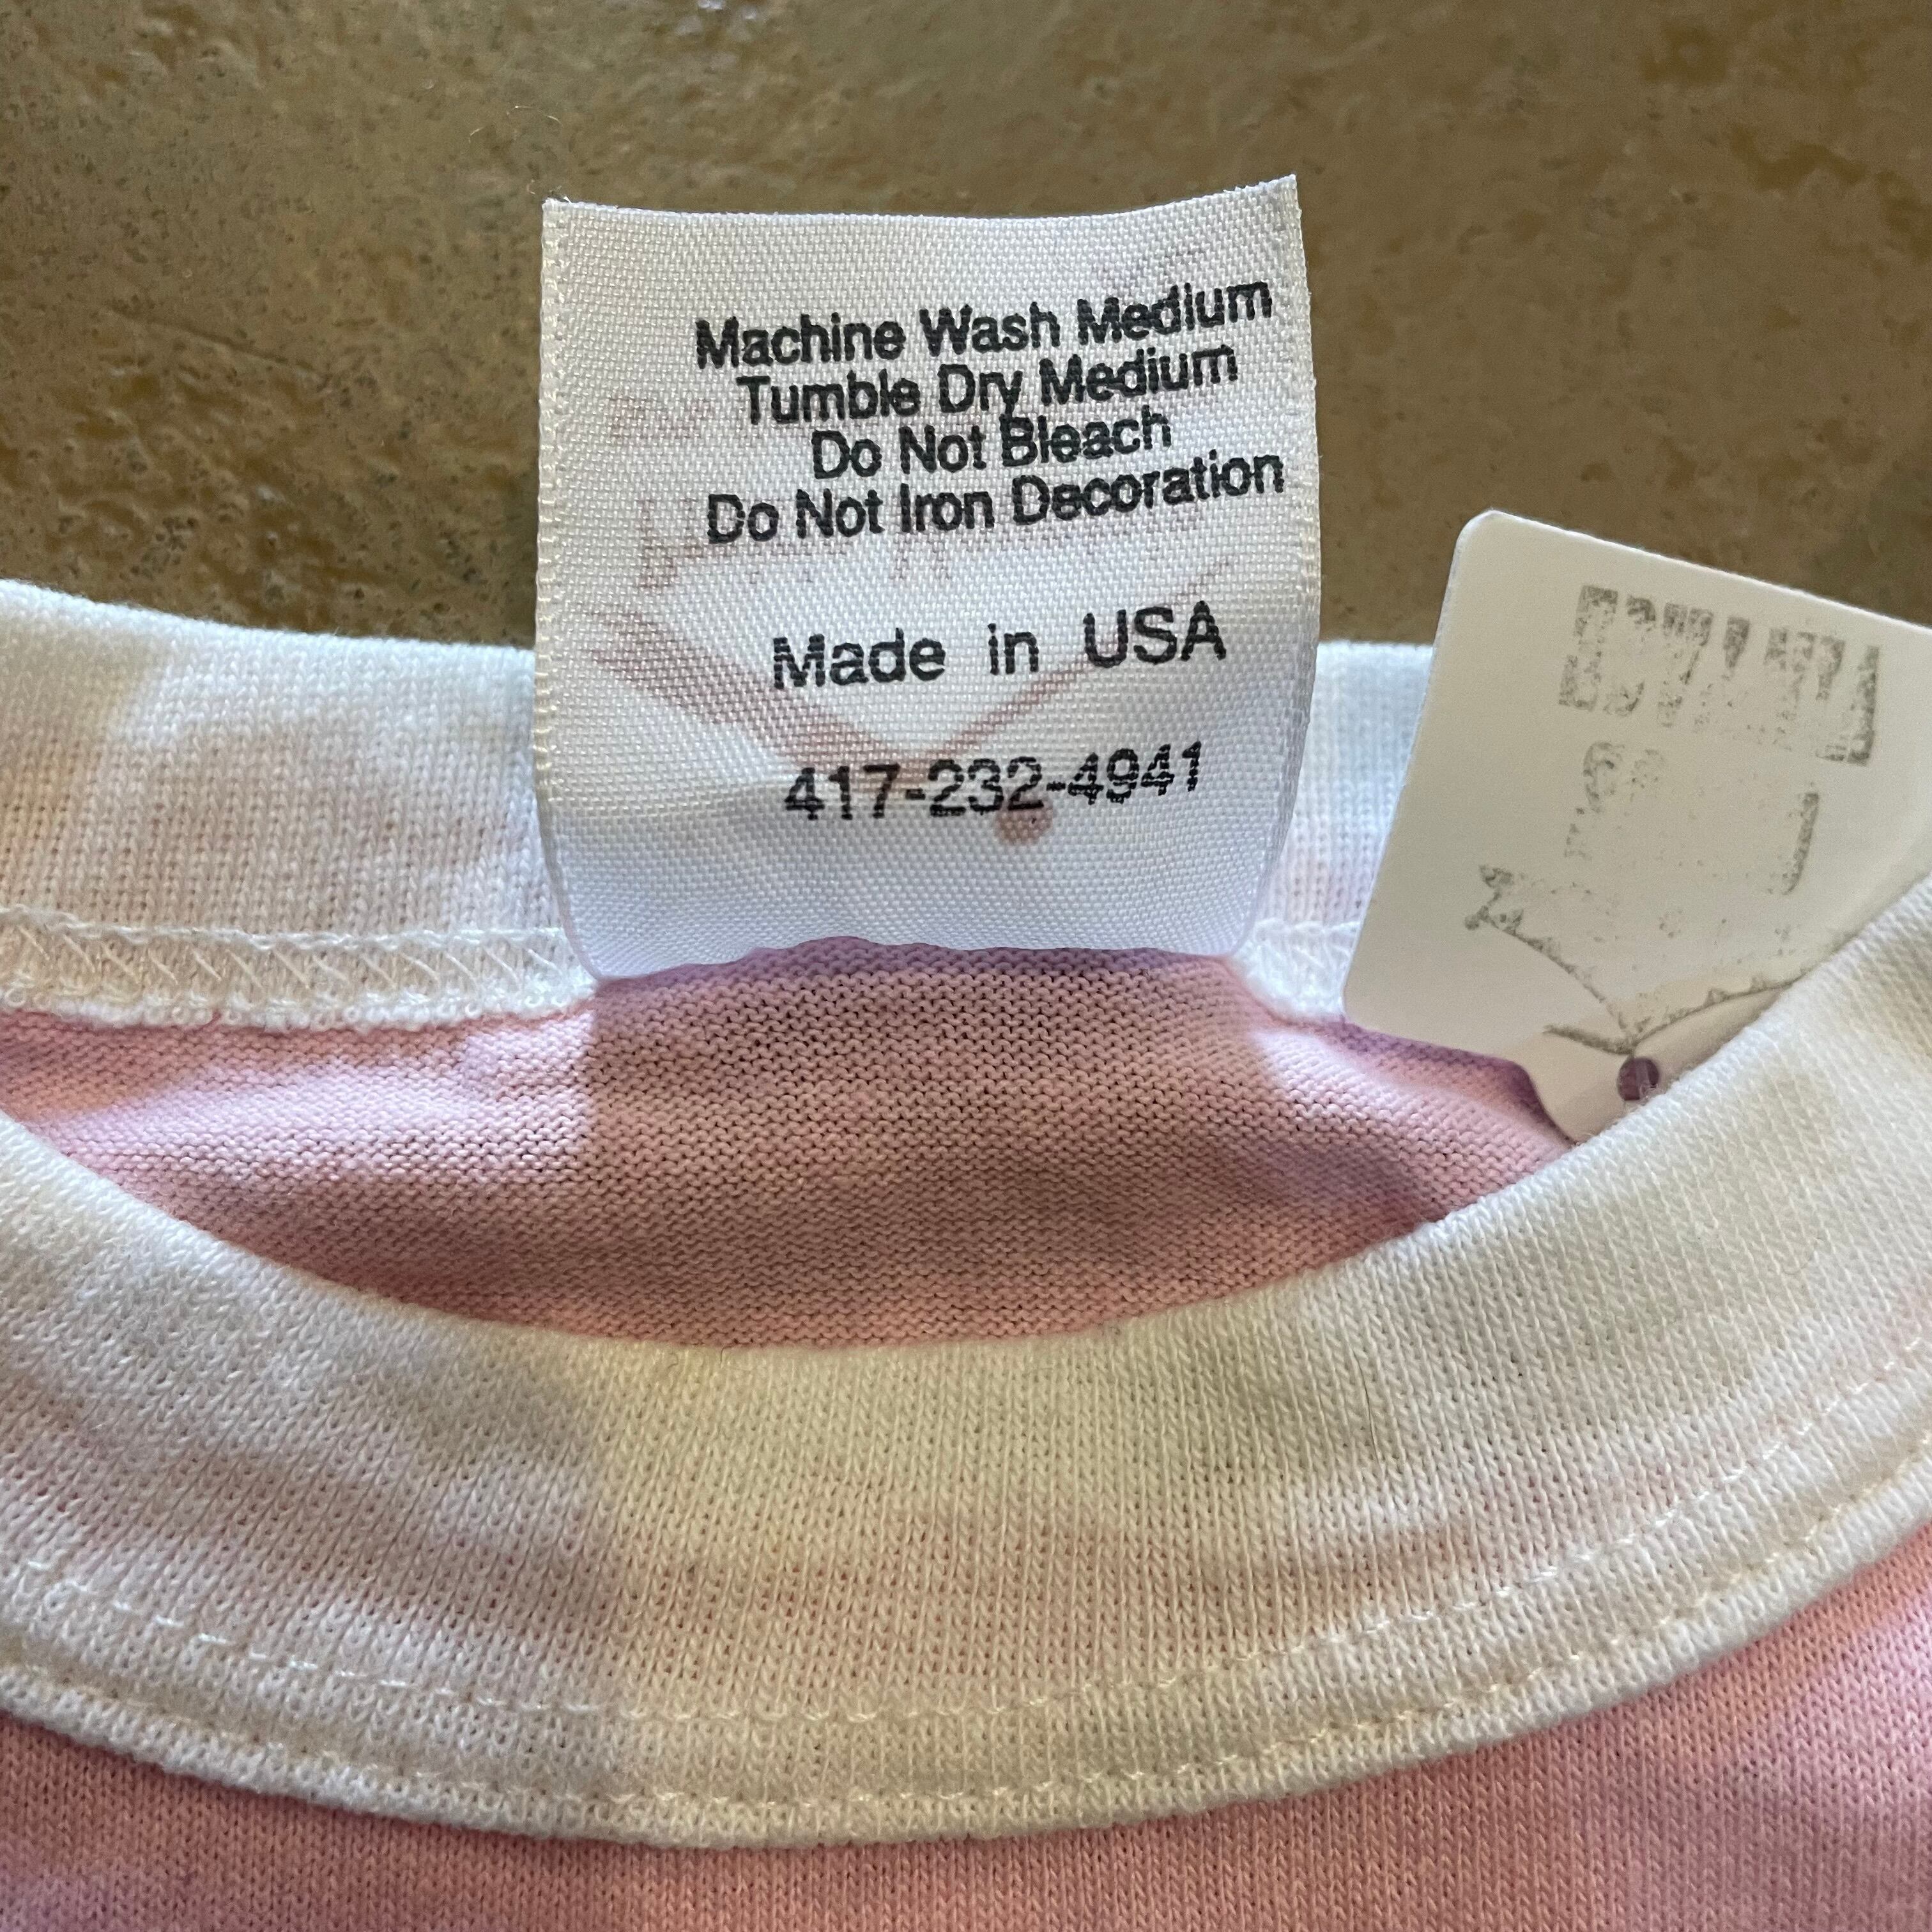 Machine Wash Medium
Tumble Dry Medium
Do Not Bleach
Do Not Iron Decoration
Made in USA
417-232-4941